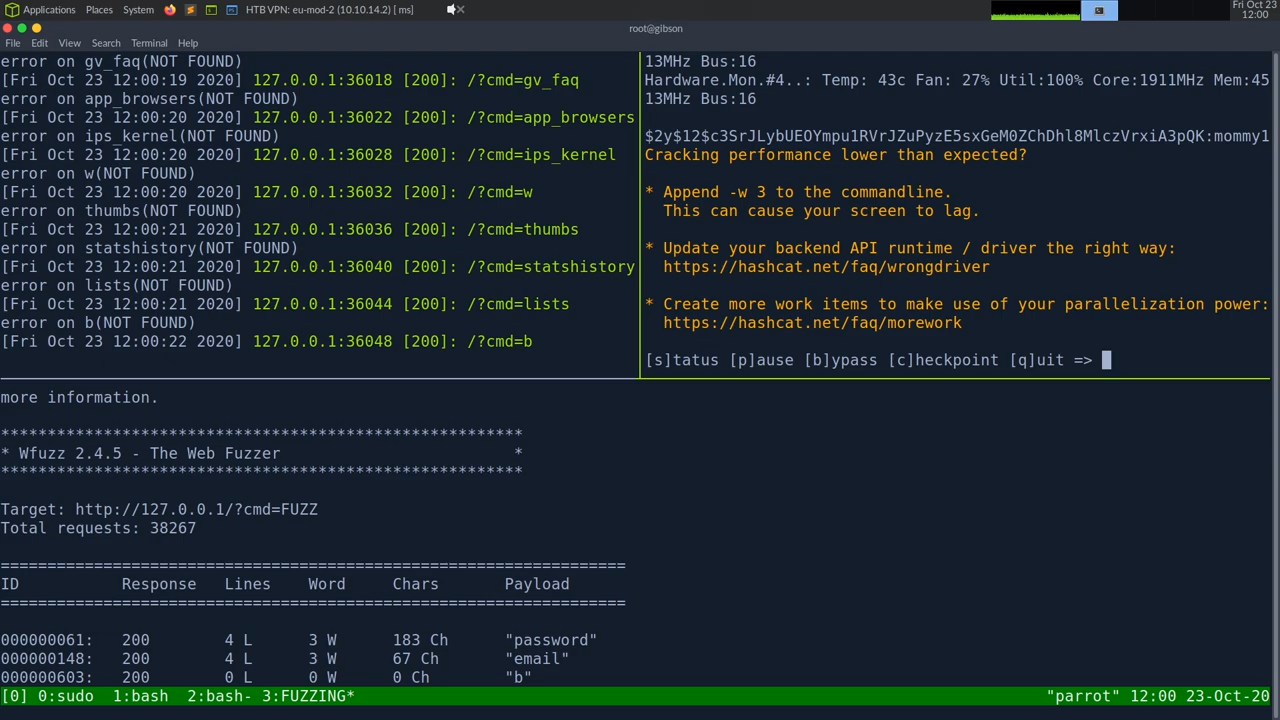 Applications Places System HTB VPN: eu-mod-2 (10.10.14.2) [ms] Fri Oct 23
12:00
root@gibson
File Edit View Search Terminal Help
error on gv_faq(NOT FOUND)
[Fri Oct 23 12:00:19 2020] 127.0.0.1:36018 [200]: /?cmd=gv_faq
error on app_browsers(NOT FOUND)
[Fri Oct 23 12:00:20 2020] 127.0.0.1:36022 [200]: /?cmd=app_browsers
error on ips_kernel(NOT FOUND)
[Fri Oct 23 12:00:20 2020] 127.0.0.1:36028 [200]: /?cmd=ips_kernel
error on w(NOT FOUND)
[Fri Oct 23 12:00:20 2020] 127.0.0.1:36032 [200]: /?cmd=w
error on thumbs(NOT FOUND)
[Fri Oct 23 12:00:21 2020] 127.0.0.1:36036 [200]: /?cmd=thumbs
error on statshistory(NOT FOUND)
[Fri Oct 23 12:00:21 2020] 127.0.0.1:36040 [200]: /?cmd=statshistory
error on lists(NOT FOUND)
[Fri Oct 23 12:00:21 2020] 127.0.0.1:36044 [200]: /?cmd=lists
error on b(NOT FOUND)
[Fri Oct 23 12:00:22 2020] 127.0.0.1:36048 [200]: /?cmd=b
13MHz Bus:16
Hardware.Mon.#4..: Temp: 43c Fan: 27% Util:100% Core:1911MHz Mem:45
13MHz Bus:16
$2y$12$c3SrJLybUEOYmpu1RVrJZuPyzE5sxGeM0ZChDhl8MlczVrxiA3pQK:mommy1
Cracking performance lower than expected?
* Append -w 3 to the commandline.
This can cause your screen to lag.
* Update your backend API runtime / driver the right way:
https://hashcat.net/faq/wrongdriver
* Create more work items to make use of your parallelization power:
https://hashcat.net/faq/morework
[s]tatus [p]ause [b]ypass [c]heckpoint [q]uit =>
more information.
********************************************************
* Wfuzz 2.4.5 - The Web Fuzzer *
********************************************************
Target: http://127.0.0.1/?cmd=FUZZ
Total requests: 38267
===================================================================
ID Response Lines Word Chars Payload
===================================================================
000000061: 200 4 L 3 W 183 Ch "password"
000000148: 200 4 L 3 W 67 Ch "email"
000000603: 200 0 L 0 W 0 Ch "b"
[0] 0:sudo 1:bash 2:bash- 3:FUZZING* "parrot" 12:00 23-Oct-20